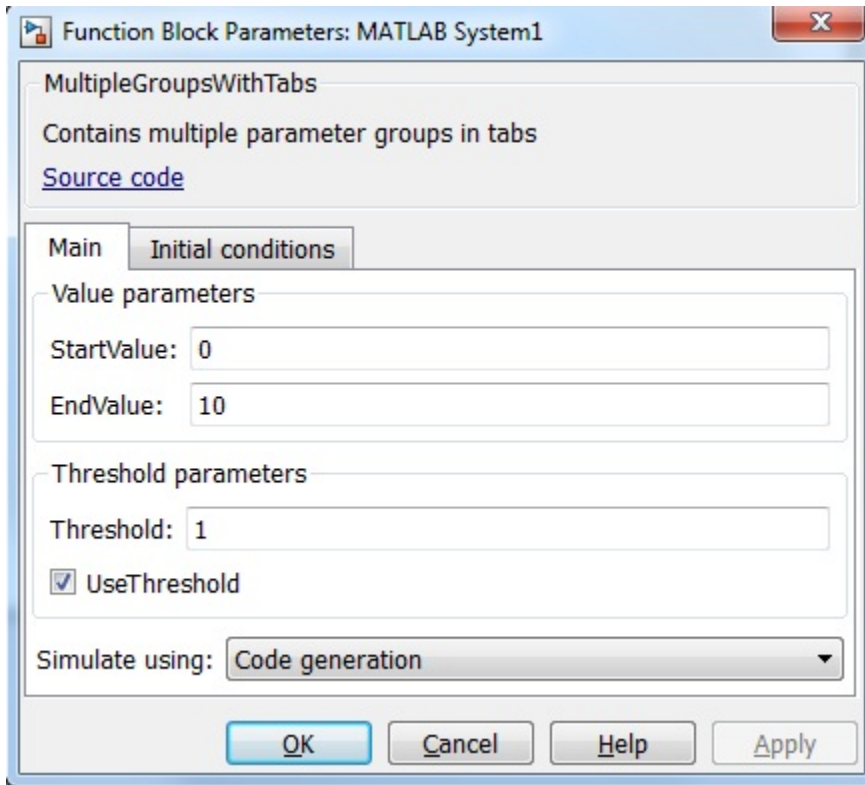 Function Block Parameters: MATLAB System1
MultipleGroupsWithTabs
Contains multiple parameter groups in tabs
Source code
Main Initial conditions
Value parameters
StartValue: 0
EndValue: 10
Threshold parameters
Threshold: 1
UseThreshold
Simulate using: Code generation
OK Cancel Help Apply